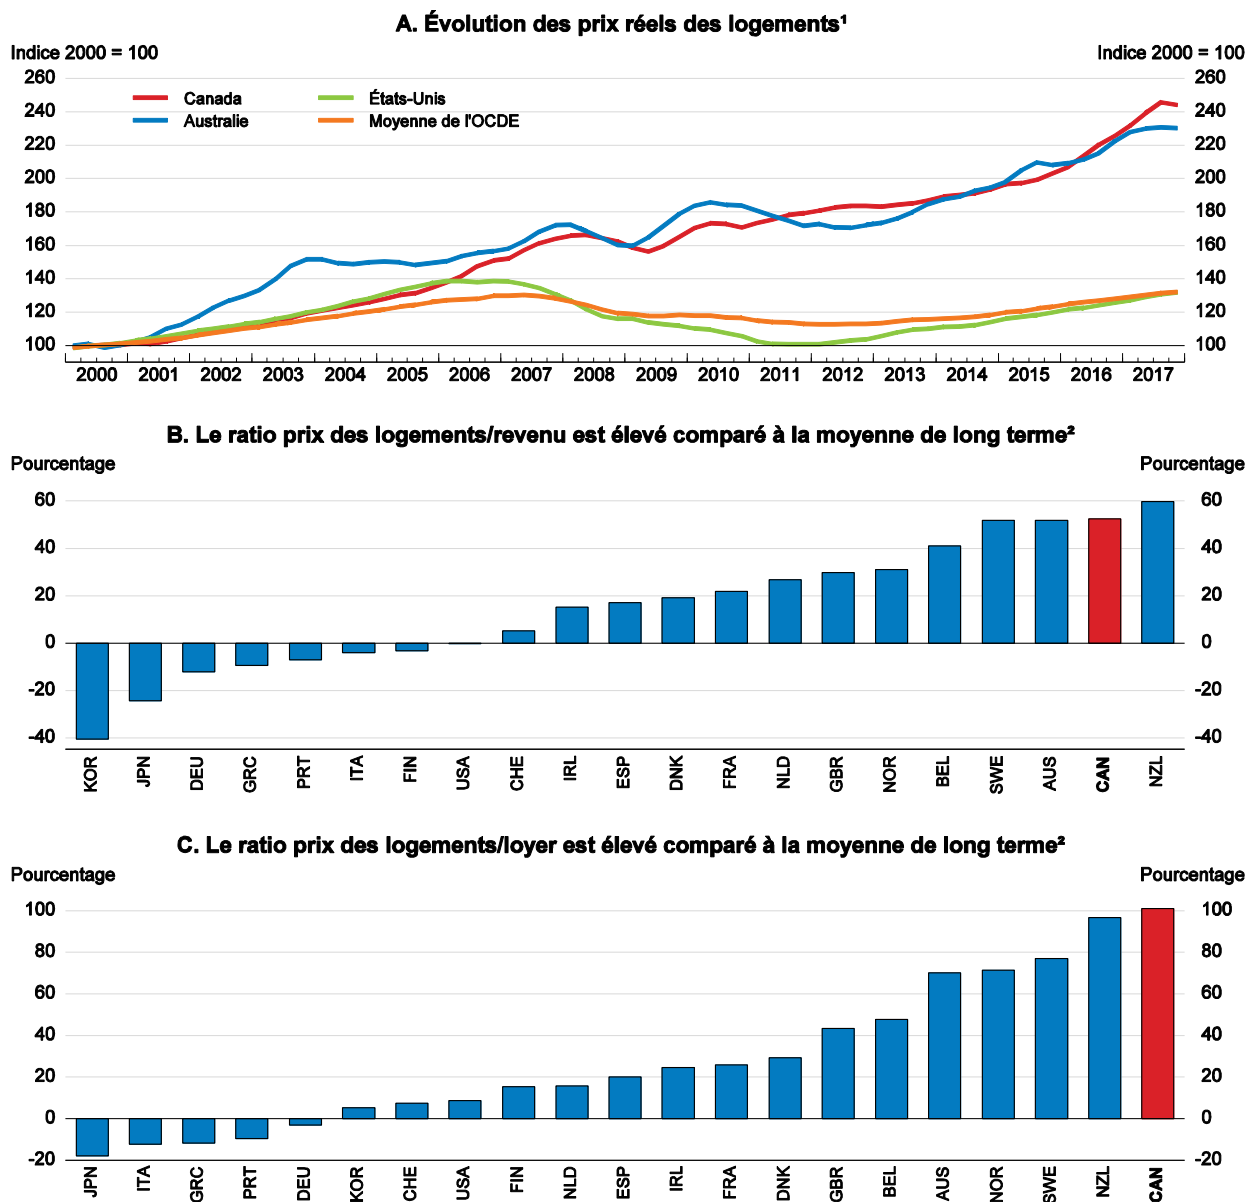 A. Évolution des prix réels des logements¹
Indice 2000 = 100 Indice 2000 = 100
260 260
Canada États-Unis
240 240
Australie Moyenne de l'OCDE
220 220
200 200
180 180
160 160
140 140
120 120
100 100
2000 2001 2002 2003 2004 2005 2006 2007 2008 2009 2010 2011 2012 2013 2014 2015 2016 2017
B. Le ratio prix des logements/revenu est élevé comparé à la moyenne de long terme²
Pourcentage Pourcentage
60 60
40 40
20 20
0 0
-20 -20
-40 -40
KOR JPN DEU GRC PRT ITA FIN USA CHE IRL ESP DNK FRA NLD GBR NOR BEL SWE AUS CAN NZL
C. Le ratio prix des logements/loyer est élevé comparé à la moyenne de long terme²
Pourcentage Pourcentage
100 100
80 80
60 60
40 40
20 20
0 0
-20 -20
JPN ITA GRC PRT DEU KOR CHE USA FIN NLD ESP IRL FRA DNK GBR BEL AUS NOR SWE NZL CAN